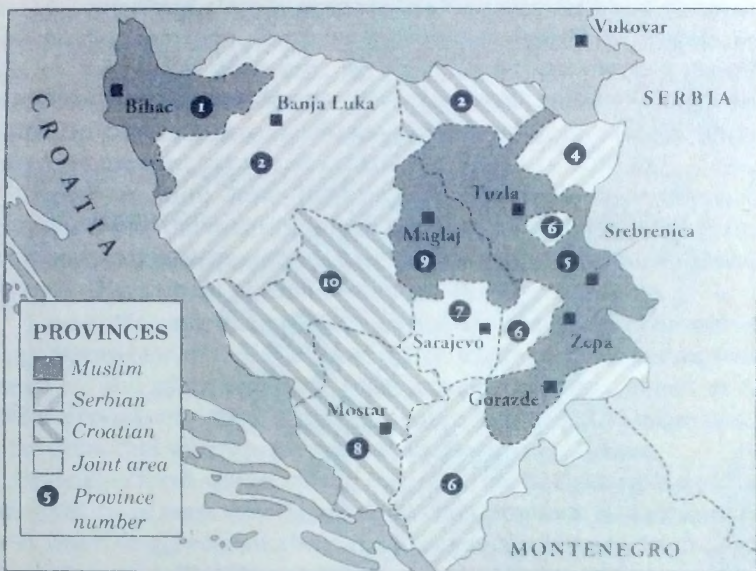 Vukovar
CROATIA
Bihac
1
Banja Luka
2
SERBIA
2
4
Tuzla
6
Srebrenica
Maglaj
9
5
10
7
Sarajevo
6
Zepa
Gorazde
Mostar
8
6
MONTENEGRO
PROVINCES
Muslim
Serbian
Croatian
Joint area
5 Province
number